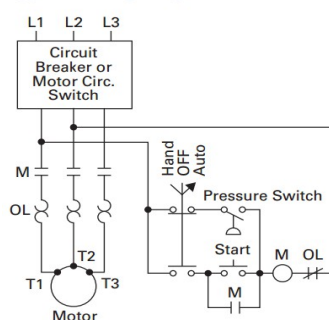 L1 L2 L3
Circuit
Breaker or
Motor Circ.
Switch
Hand
OFF
Auto
M
Pressure Switch
OL
Start
M OL
T2
T1 T3
M
Motor